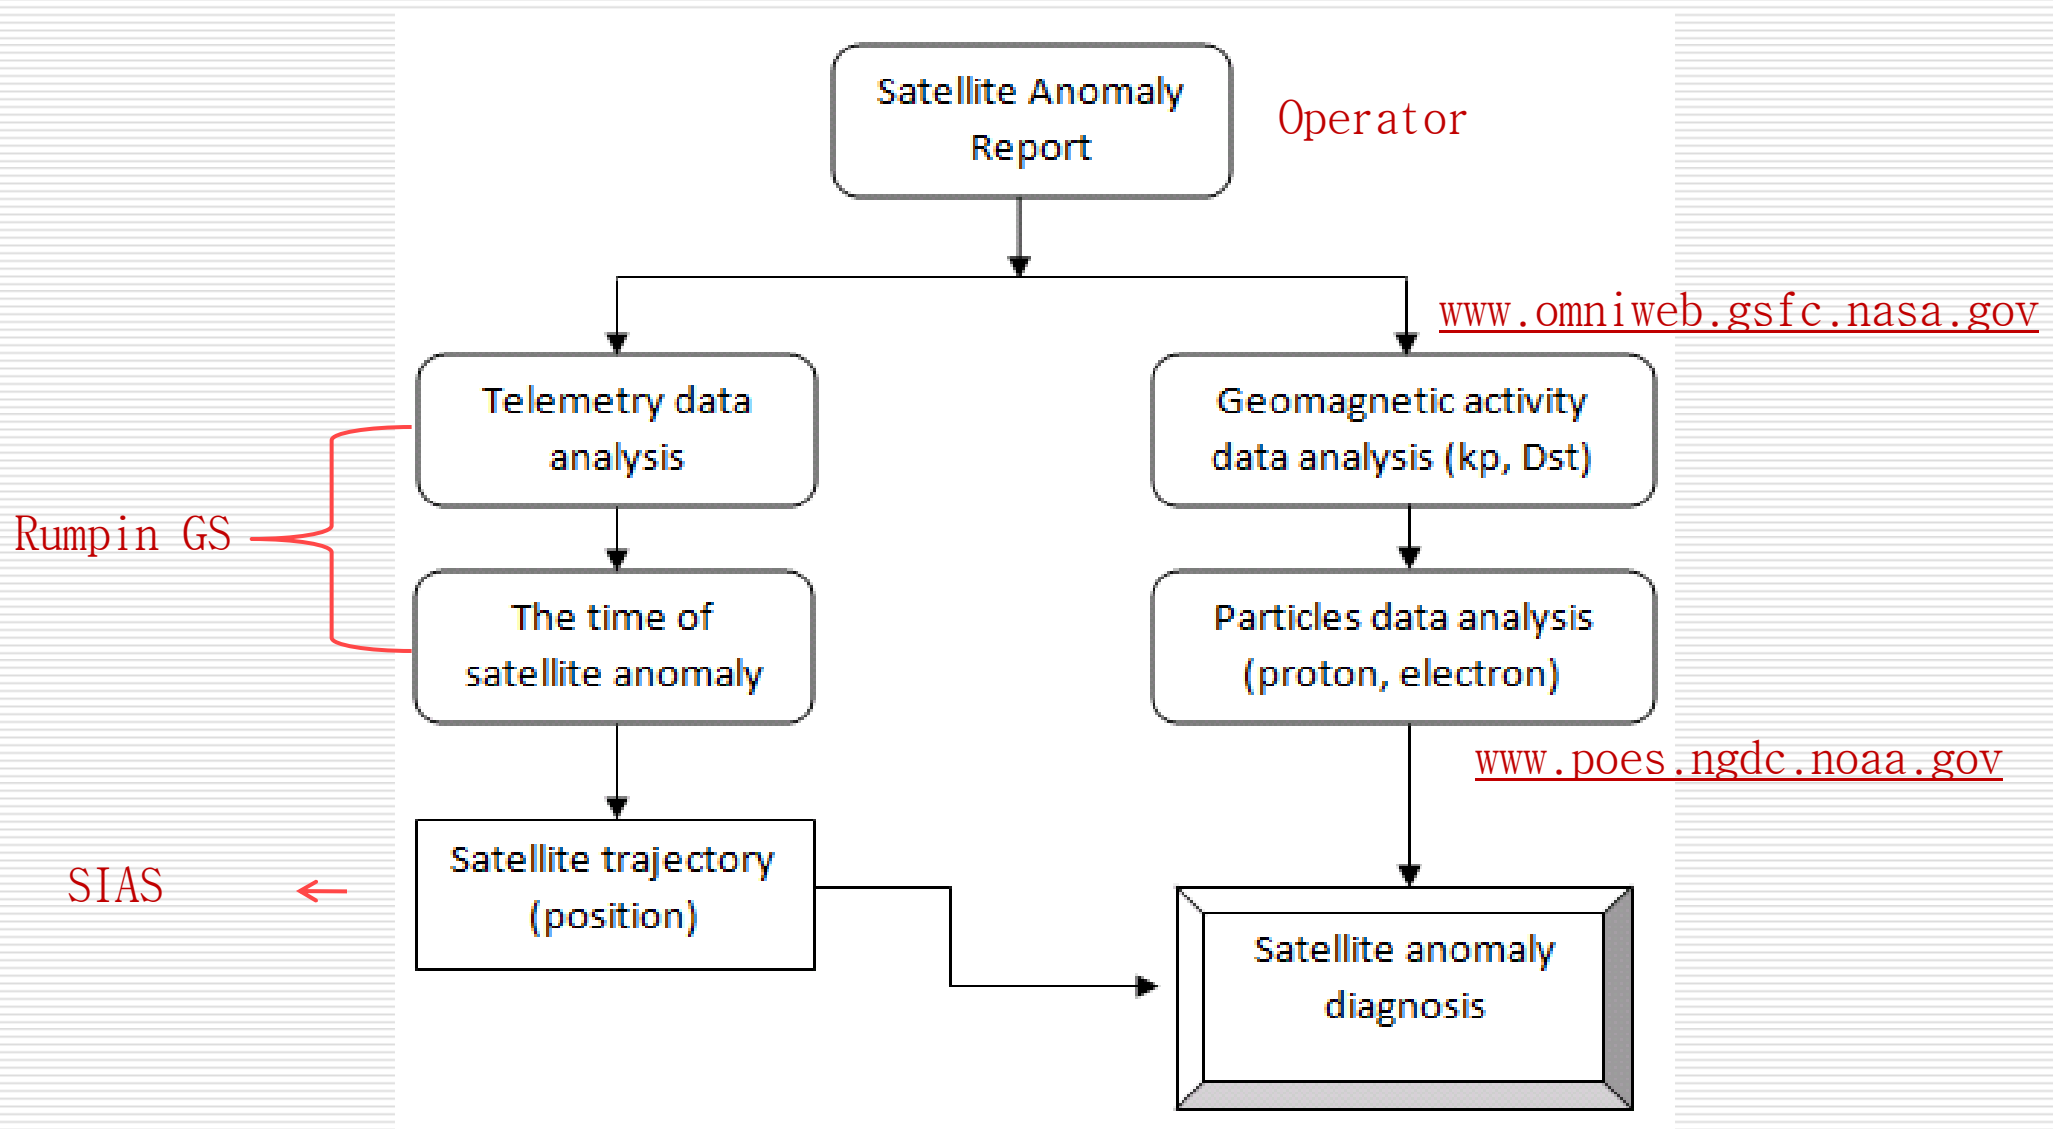 Satellite Anomaly
Report
Operator
www.omniweb.gsfc.nasa.gov
Telemetry data
analysis
Geomagnetic activity
data analysis (kp, Dst)
Rumpin GS
The time of
satellite anomaly
Particles data analysis
(proton, electron)
www.poes.ngdc.noaa.gov
SIAS
Satellite trajectory
(position)
Satellite anomaly
diagnosis